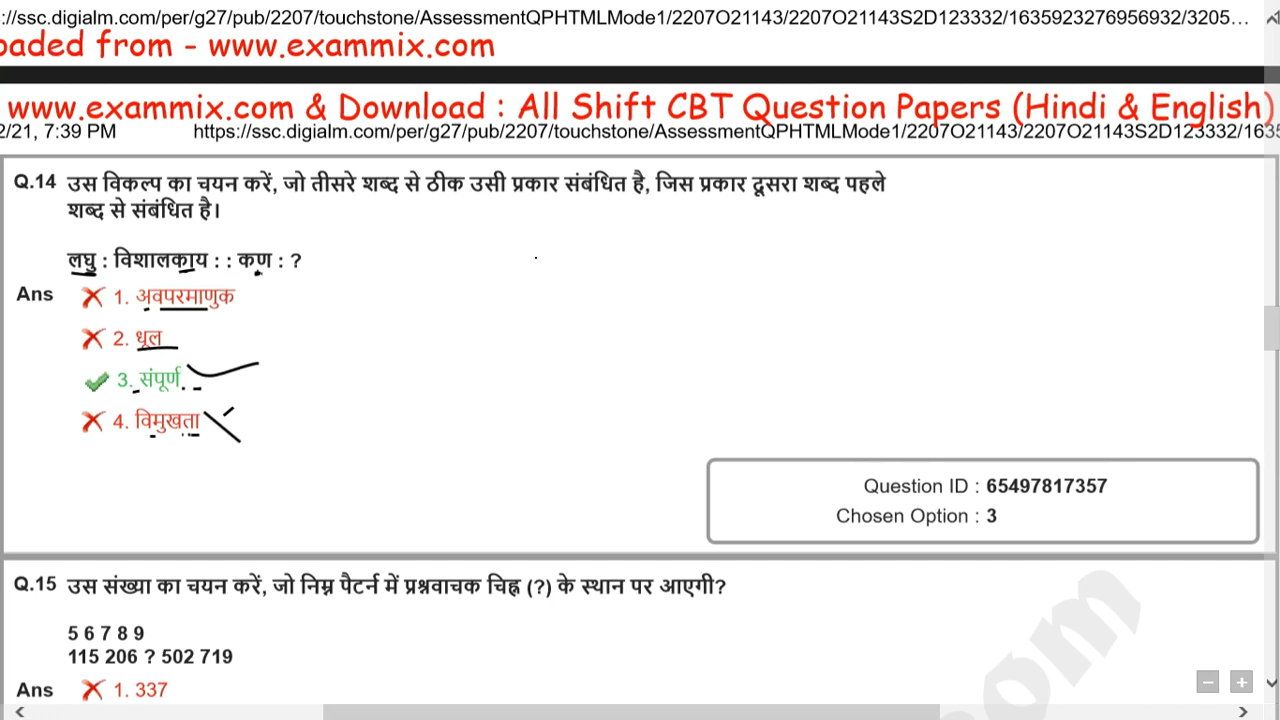 ://ssc.digialm.com/per/g27/pub/2207/touchstone/AssessmentQPHTMLMode1/2207O21143/2207O21143S2D123332/1635923276956932/3205...
oaded from - www.exammix.com
www.exammix.com & Download : All Shift CBT Question Papers (Hindi & English)
2/21, 7:39 PM https://ssc.digialm.com/per/g27/pub/2207/touchstone/AssessmentQPHTMLMode1/2207O21143/2207O21143S2D123332/163
Q.14 उस विकल्प का चयन करें, जो तीसरे शब्द से ठीक उसी प्रकार संबंधित है, जिस प्रकार दूसरा शब्द पहले
शब्द से संबंधित है।
लघु : विशालकाय : : कण : ?
Ans 1. अवपरमाणुक
2. धूल
3. संपूर्ण
4. विमुखता
Question ID : 65497817357
Chosen Option : 3
Q.15 उस संख्या का चयन करें, जो निम्न पैटर्न में प्रश्नवाचक चिह्न (?) के स्थान पर आएगी?
5 6 7 8 9
115 206 ? 502 719
Ans 1. 337
om